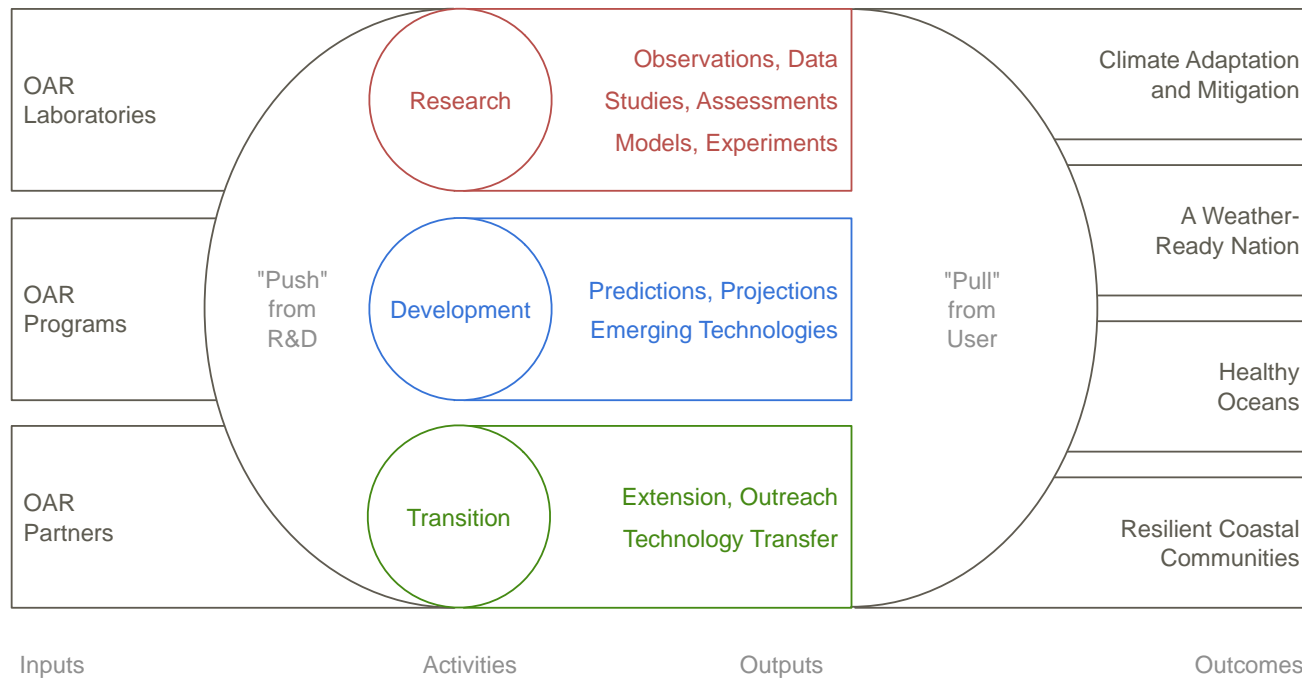 OAR
Laboratories
OAR
Programs
OAR
Partners
"Push"
from
R&D
Research
Observations, Data
Studies, Assessments
Models, Experiments
Development
Predictions, Projections
Emerging Technologies
Transition
Extension, Outreach
Technology Transfer
"Pull"
from
User
Climate Adaptation
and Mitigation
A Weather-
Ready Nation
Healthy
Oceans
Resilient Coastal
Communities
Inputs
Activities
Outputs
Outcomes